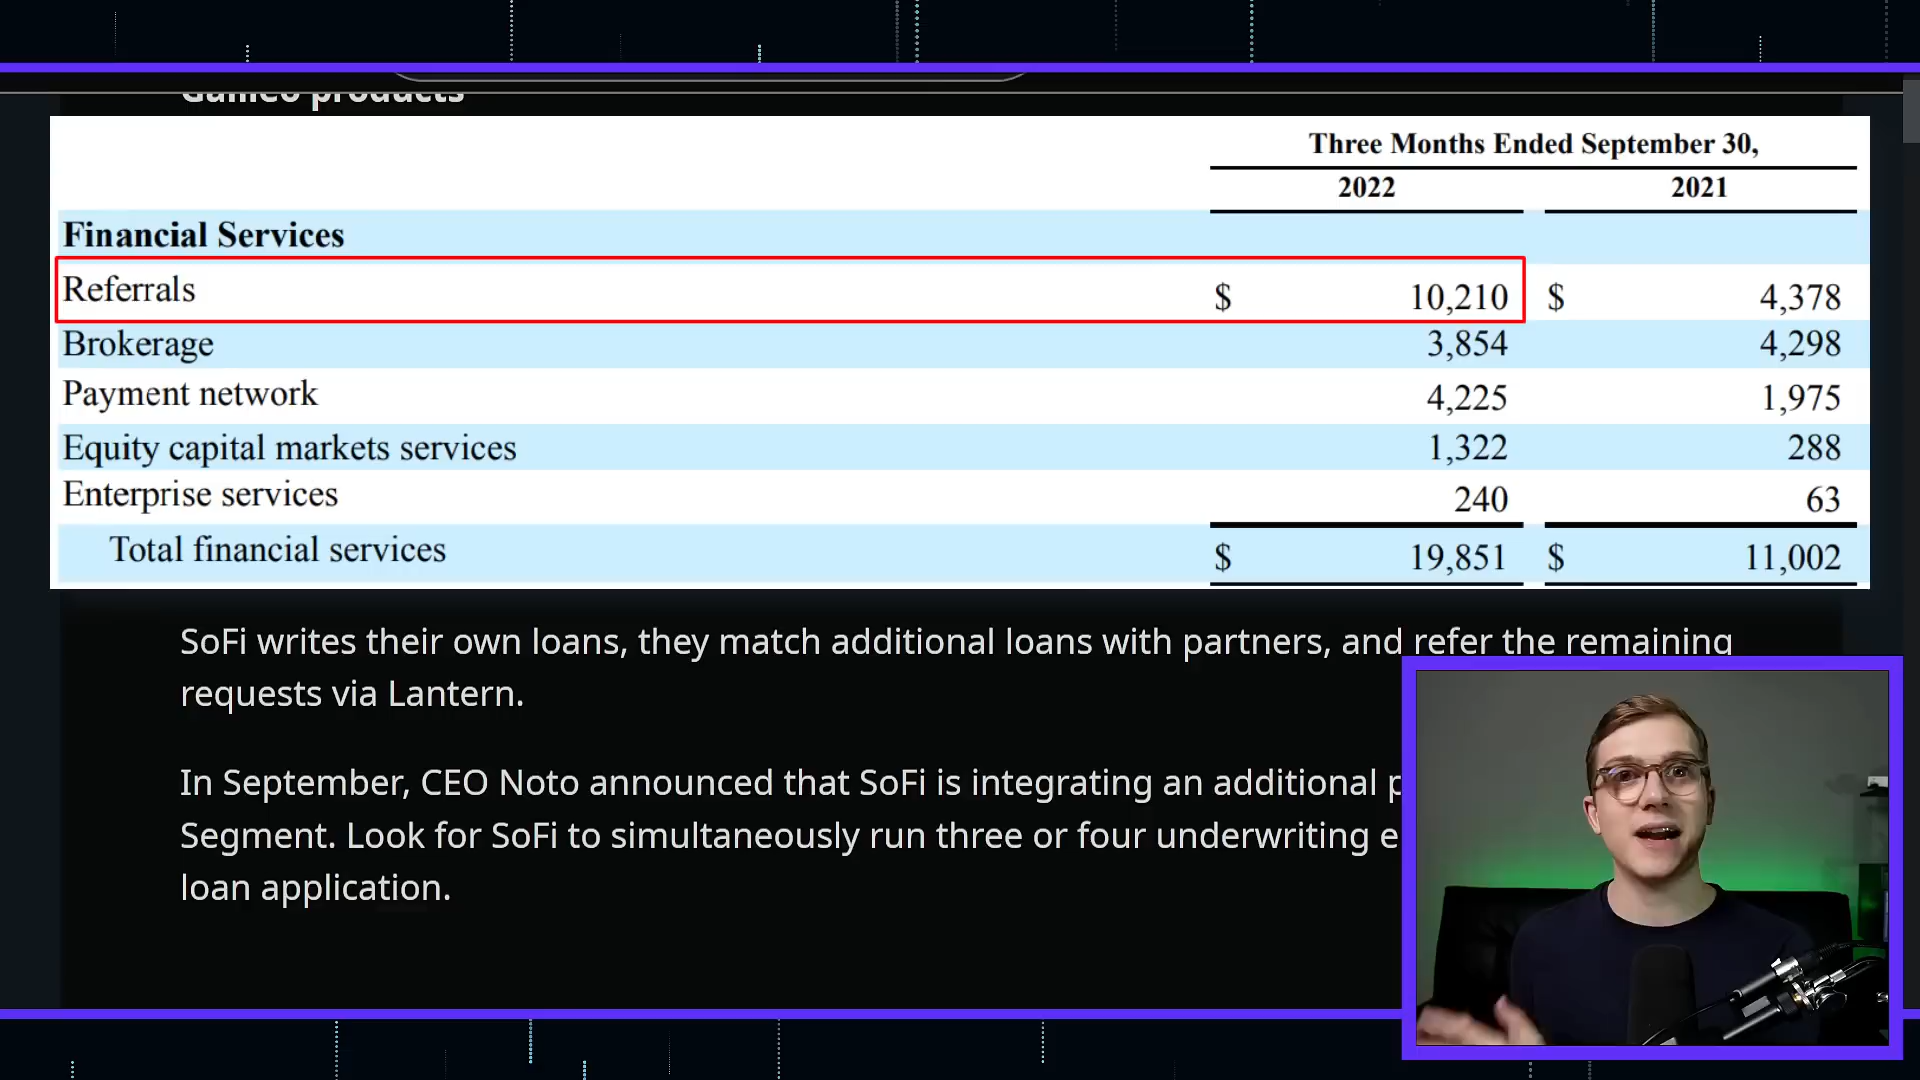 Galileo products
Three Months Ended September 30,
2022 2021
Financial Services
Referrals $ 10,210 $ 4,378
Brokerage 3,854 4,298
Payment network 4,225 1,975
Equity capital markets services 1,322 288
Enterprise services 240 63
Total financial services $ 19,851 $ 11,002
SoFi writes their own loans, they match additional loans with partners, and refer the remaining
requests via Lantern.
In September, CEO Noto announced that SoFi is integrating an additional p
Segment. Look for SoFi to simultaneously run three or four underwriting e
loan application.